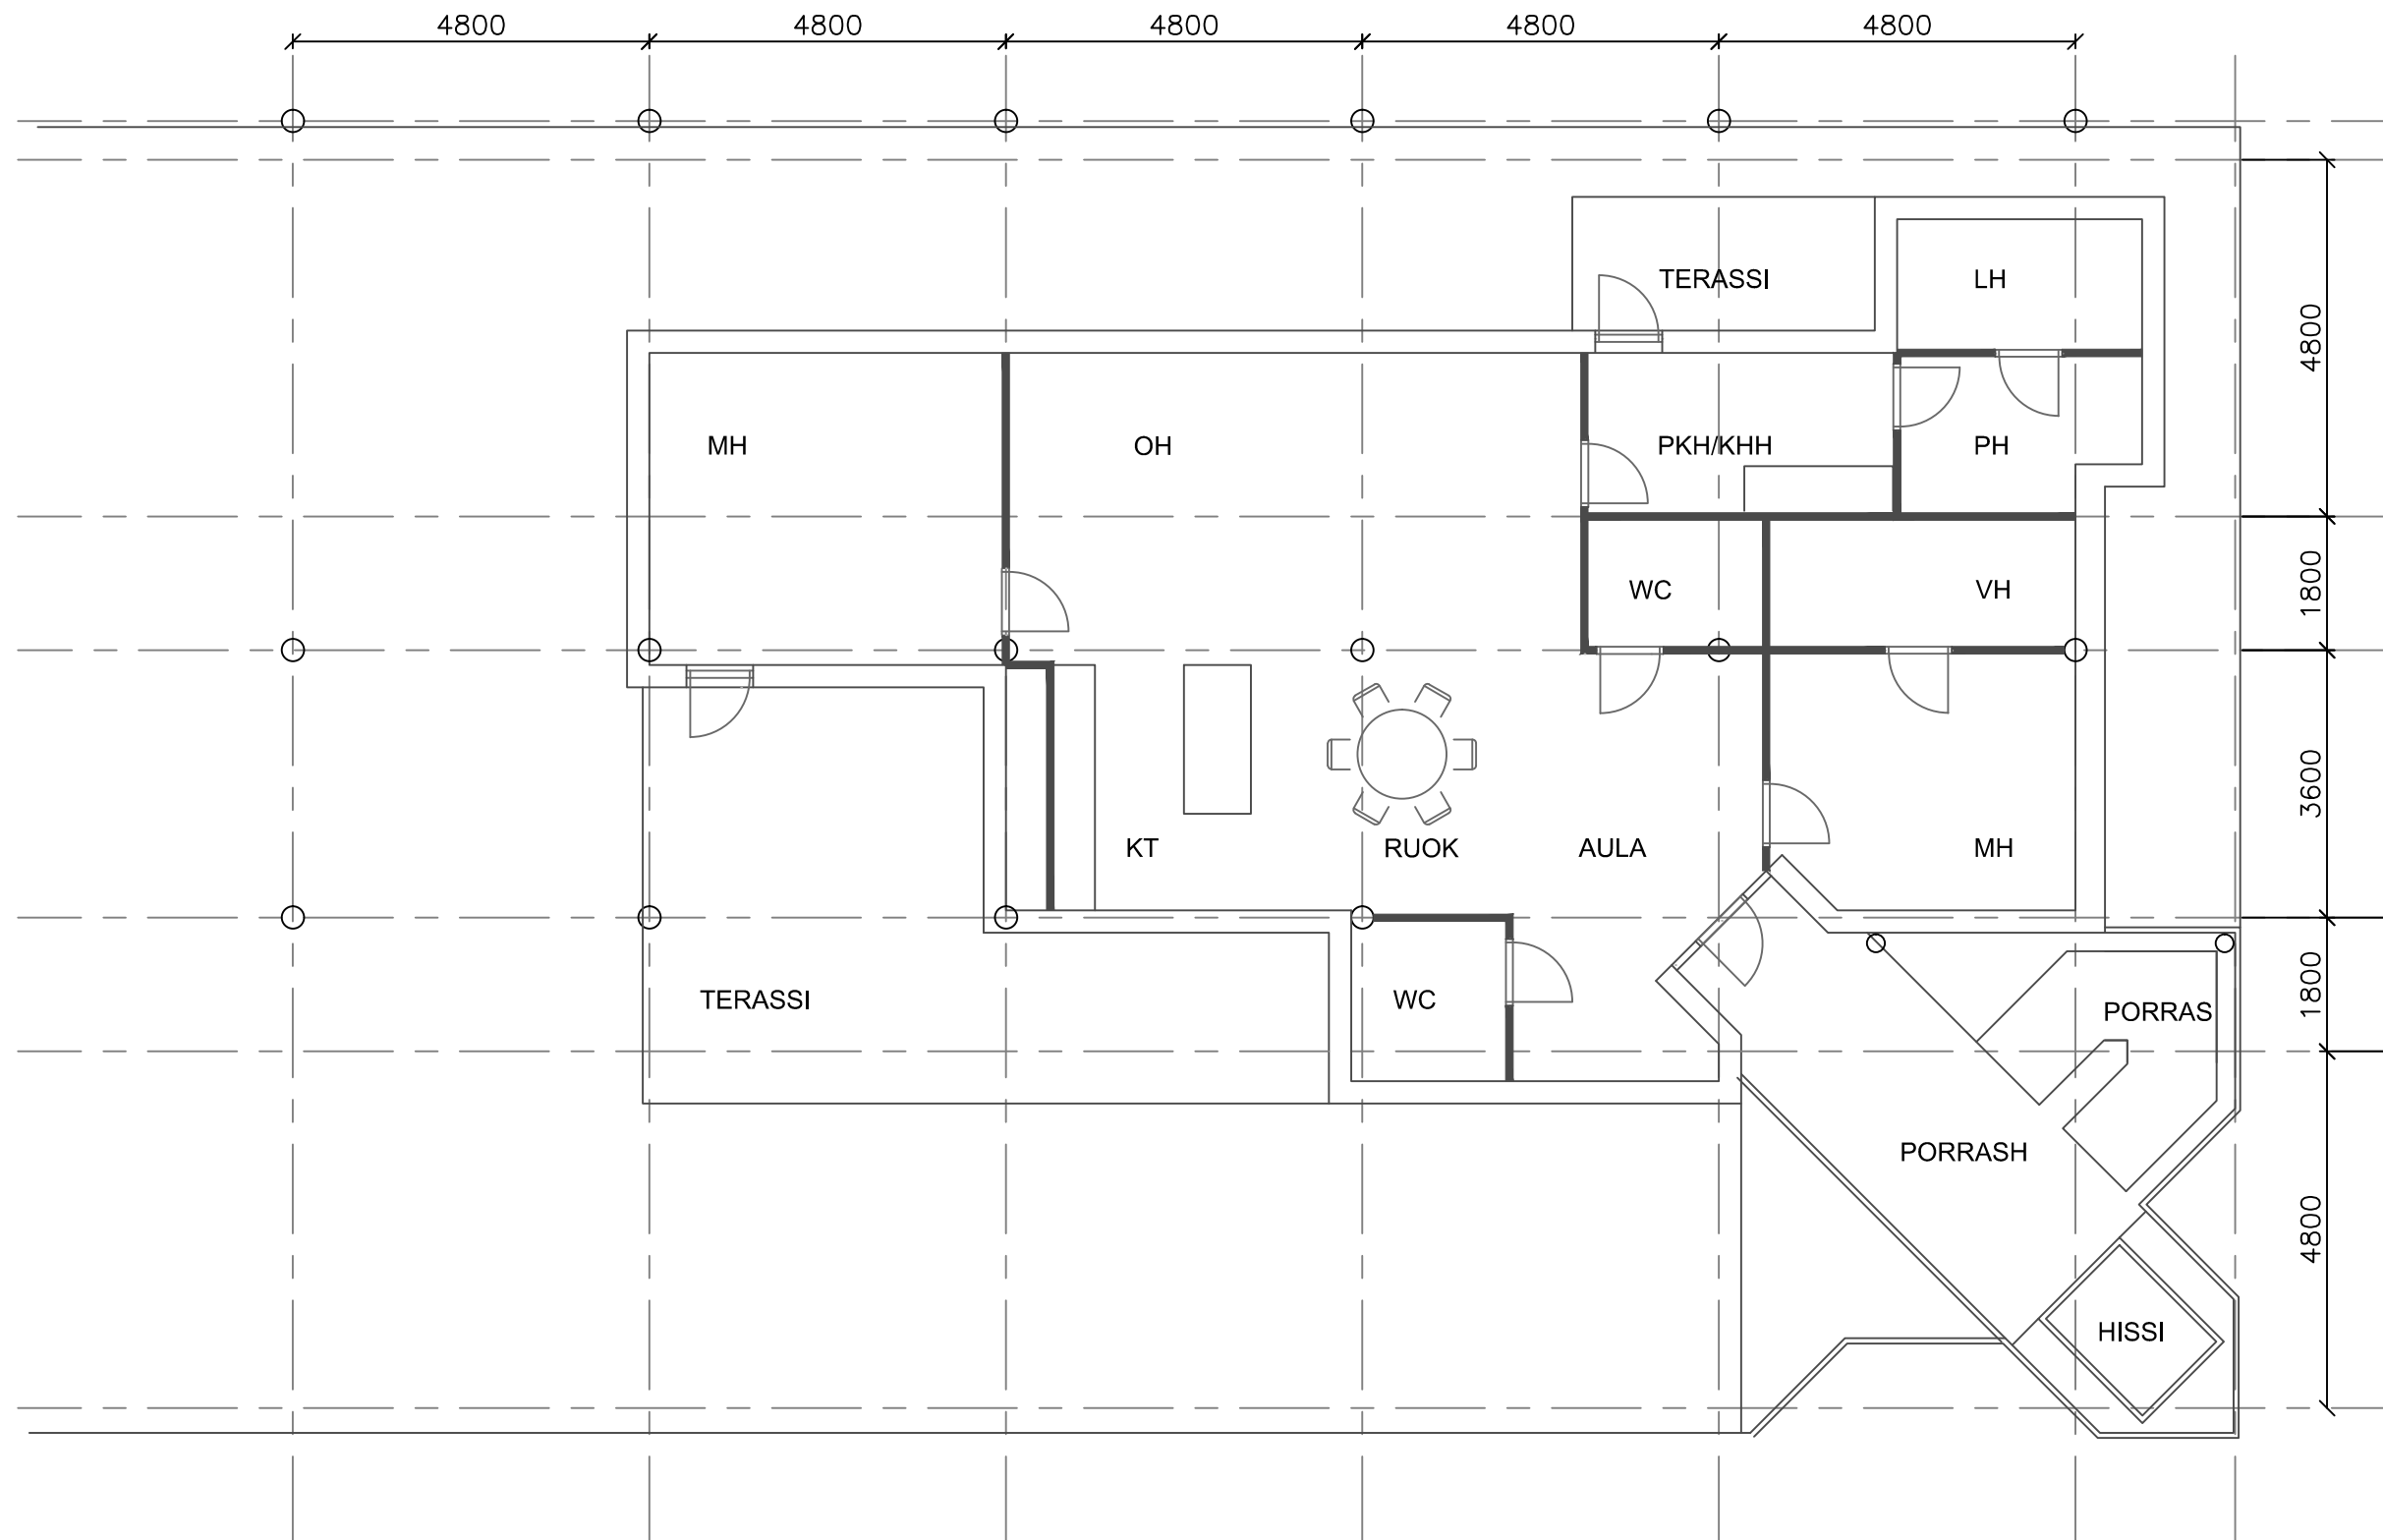 4800 4800 4800 4800 4800
TERASSI LH
4800
MH OH PKH/KHH PH
WC VH
1800
3600
KT RUOK AULA MH
TERASSI WC PORRAS
1800
PORRASH
4800
HISSI